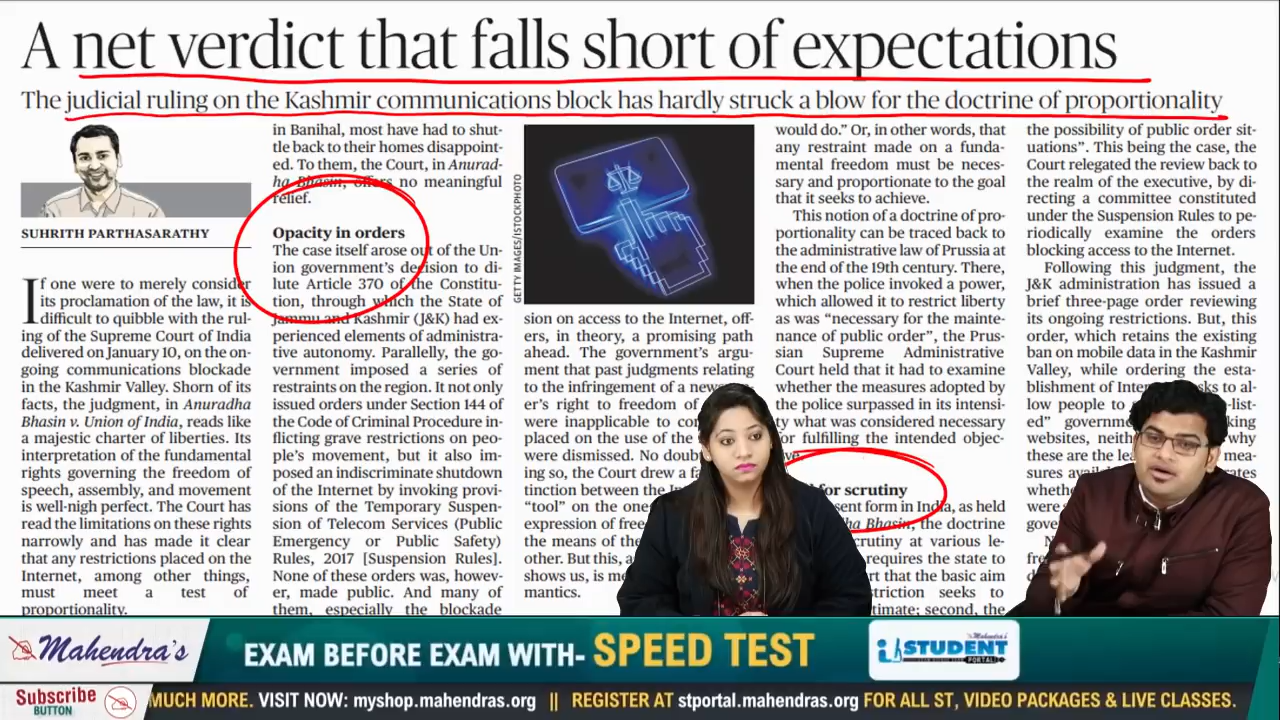 A net verdict that falls short of expectations
The judicial ruling on the Kashmir communications block has hardly struck a blow for the doctrine of proportionality
SUHRITH PARTHASARATHY
If one were to merely consider
its proclamation of the law, it is
difficult to quibble with the rul-
ing of the Supreme Court of India
delivered on January 10, on the on-
going communications blockade
in the Kashmir Valley. Shorn of its
facts, the judgment, in Anuradha
Bhasin v. Union of India, reads like
a majestic charter of liberties. Its
interpretation of the fundamental
rights governing the freedom of
speech, assembly, and movement
is well-nigh perfect. The Court has
read the limitations on these rights
narrowly and has made it clear
that any restrictions placed on the
Internet, among other things,
must meet a test of
proportionality.
in Banihal, most have had to shut-
tle back to their homes disappoint-
ed. To them, the Court, in Anurad-
ha Bhasin, offers no meaningful
relief.
Opacity in orders
The case itself arose out of the Un-
ion government's decision to di-
lute Article 370 of the Constitu-
tion, through which the State of
Jammu and Kashmir (J&K) had ex-
perienced elements of administra-
tive autonomy. Parallelly, the go-
vernment imposed a series of
restraints on the region. It not only
issued orders under Section 144 of
the Code of Criminal Procedure in-
flicting grave restrictions on peo-
ple's movement, but it also im-
posed an indiscriminate shutdown
of the Internet by invoking provi-
sions of the Temporary Suspen-
sion of Telecom Services (Public
Emergency or Public Safety)
Rules, 2017 [Suspension Rules].
None of these orders was, howev-
er, made public. And many of
them, especially the blockade
GETTY IMAGES/ISTOCKPHOTO
sion on access to the Internet, off-
ers, in theory, a promising path
ahead. The government's argu-
ment that past judgments relating
to the infringement of a
er's right to freedom of
were inapplicable to
placed on the use of the
were dismissed. No doubt
ing so, the Court drew a
tinction between the
"tool" on the one
expression of
the means of the
other. But this, a
shows us, is
mantics.
would do." Or, in other words, that
any restraint made on a funda-
mental freedom must be neces-
sary and proportionate to the goal
that it seeks to achieve.
This notion of a doctrine of pro-
portionality can be traced back to
the administrative law of Prussia at
the end of the 19th century. There,
when the police invoked a power,
which allowed it to restrict liberty
as was "necessary for the mainte-
nance of public order", the Prus-
sian Supreme Administrative
Court held that it had to examine
whether the measures adopted by
the police surpassed in its intensi-
ty what was considered necessary
for fulfilling the intended objec-
for scrutiny
form in India, as held
Bhasin, the doctrine
scrutiny at various le-
requires the state to
that the basic aim
seeks to
second, the
the possibility of public order sit-
uations". This being the case, the
Court relegated the review back to
the realm of the executive, by di-
recting a committee constituted
under the Suspension Rules to pe-
riodically examine the orders
blocking access to the Internet.
Following this judgment, the
J&K administration has issued a
brief three-page order reviewing
its ongoing restrictions. But, this
order, which retains the existing
ban on mobile data in the Kashmir
Valley, while ordering the esta-
blishment of to al-
low people to
ed"
websites, why
these are the
sures
were
Mahendra's
EXAM BEFORE EXAM WITH- SPEED TEST
Mahendra's
STUDENT
PORTAL
Subscribe
BUTTON
MUCH MORE. VISIT NOW: myshop.mahendras.org || REGISTER AT stportal.mahendras.org FOR ALL ST, VIDEO PACKAGES & LIVE CLASSES.